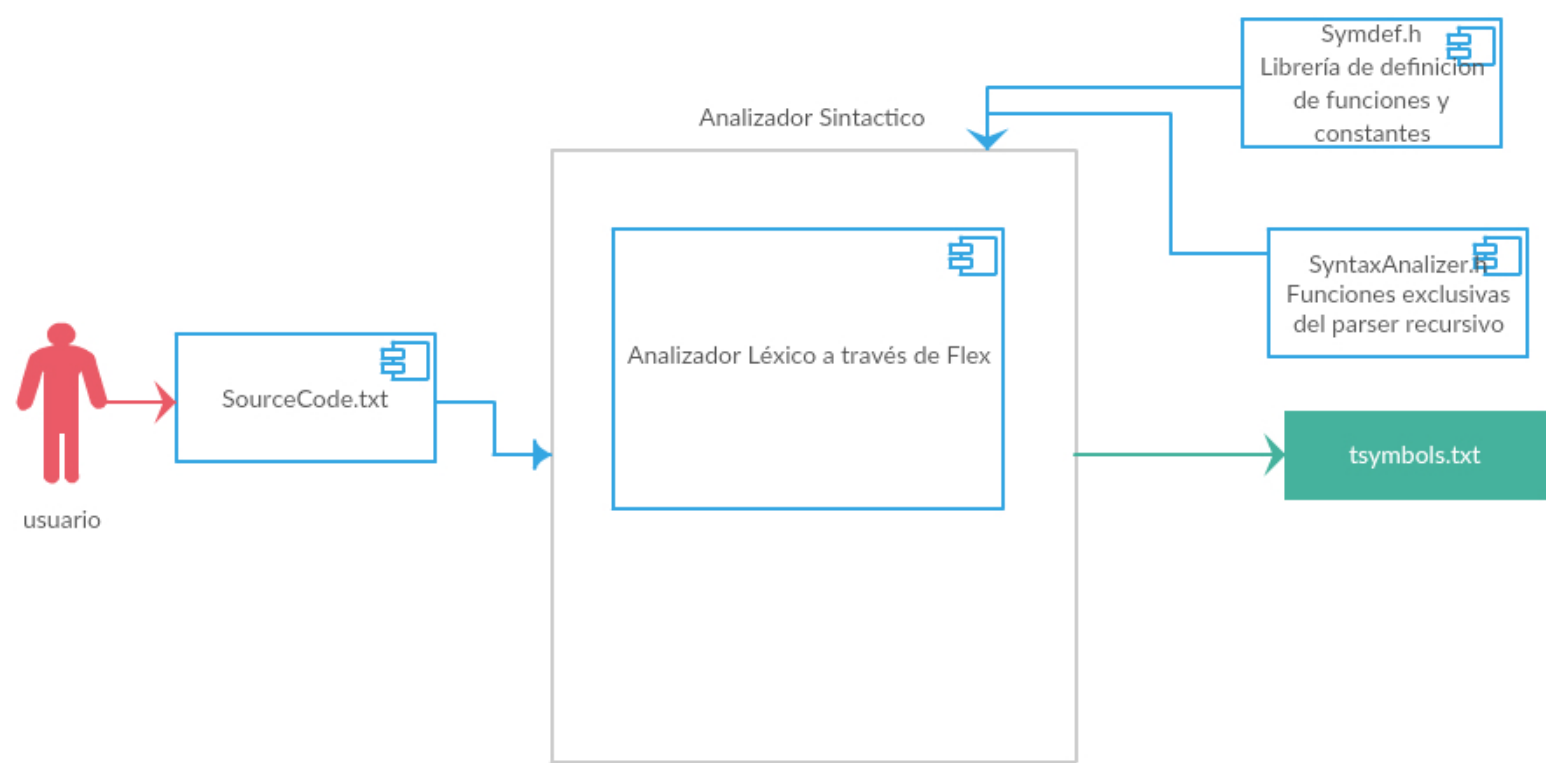 Symdef.h
Librería de definición
de funciones y
constantes
Analizador Sintactico
SyntaxAnalizer.h
Funciones exclusivas
del parser recursivo
Analizador Léxico a través de Flex
SourceCode.txt
tsymbols.txt
usuario